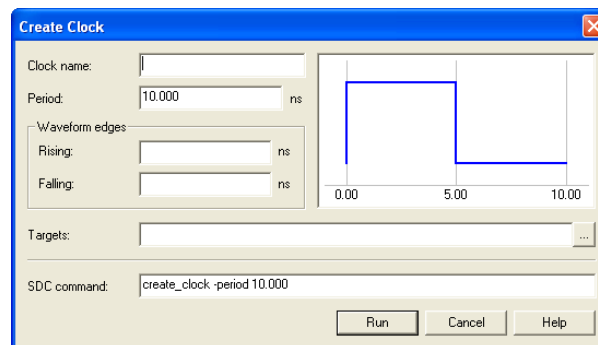 Create Clock
Clock name:
Period: 10.000 ns
Waveform edges
Rising: ns
Falling: ns
0.00 5.00 10.00
Targets: ...
SDC command: create_clock -period 10.000
Run Cancel Help